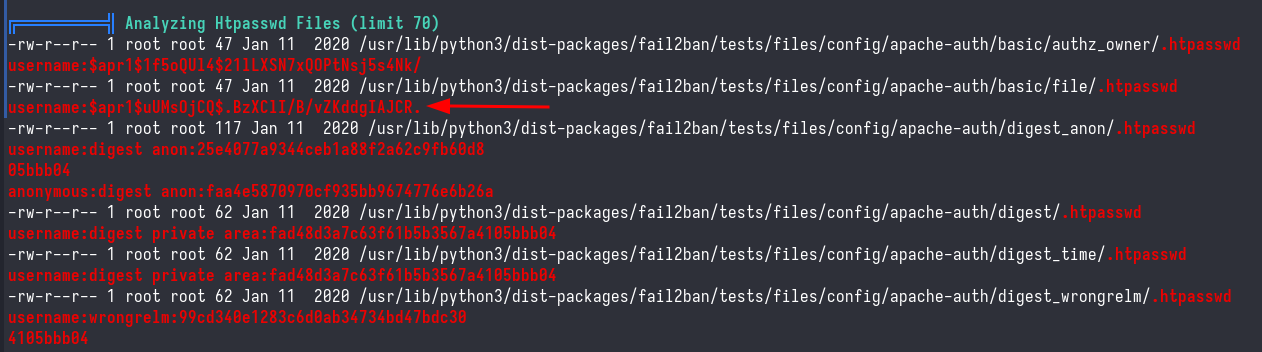 Analyzing Htpasswd Files (limit 70)
-rw-r--r-- 1 root root 47 Jan 11  2020 /usr/lib/python3/dist-packages/fail2ban/tests/files/config/apache-auth/basic/authz_owner/.htpasswd
username:$apr1$1f5oQUl4$21lLXSN7xQOPtNsj5s4Nk/
-rw-r--r-- 1 root root 47 Jan 11  2020 /usr/lib/python3/dist-packages/fail2ban/tests/files/config/apache-auth/basic/file/.htpasswd
username:$apr1$uUMsOjCQ$.BzXClI/B/vZKddgIAJCR.
-rw-r--r-- 1 root root 117 Jan 11  2020 /usr/lib/python3/dist-packages/fail2ban/tests/files/config/apache-auth/digest_anon/.htpasswd
username:digest anon:25e4077a9344ceb1a88f2a62c9fb60d8
05bbb04
anonymous:digest anon:faa4e5870970cf935bb9674776e6b26a
-rw-r--r-- 1 root root 62 Jan 11  2020 /usr/lib/python3/dist-packages/fail2ban/tests/files/config/apache-auth/digest/.htpasswd
username:digest private area:fad48d3a7c63f61b5b3567a4105bbb04
-rw-r--r-- 1 root root 62 Jan 11  2020 /usr/lib/python3/dist-packages/fail2ban/tests/files/config/apache-auth/digest_time/.htpasswd
username:digest private area:fad48d3a7c63f61b5b3567a4105bbb04
-rw-r--r-- 1 root root 62 Jan 11  2020 /usr/lib/python3/dist-packages/fail2ban/tests/files/config/apache-auth/digest_wrongrelm/.htpasswd
username:wrongrelm:99cd340e1283c6d0ab34734bd47bdc30
4105bbb04